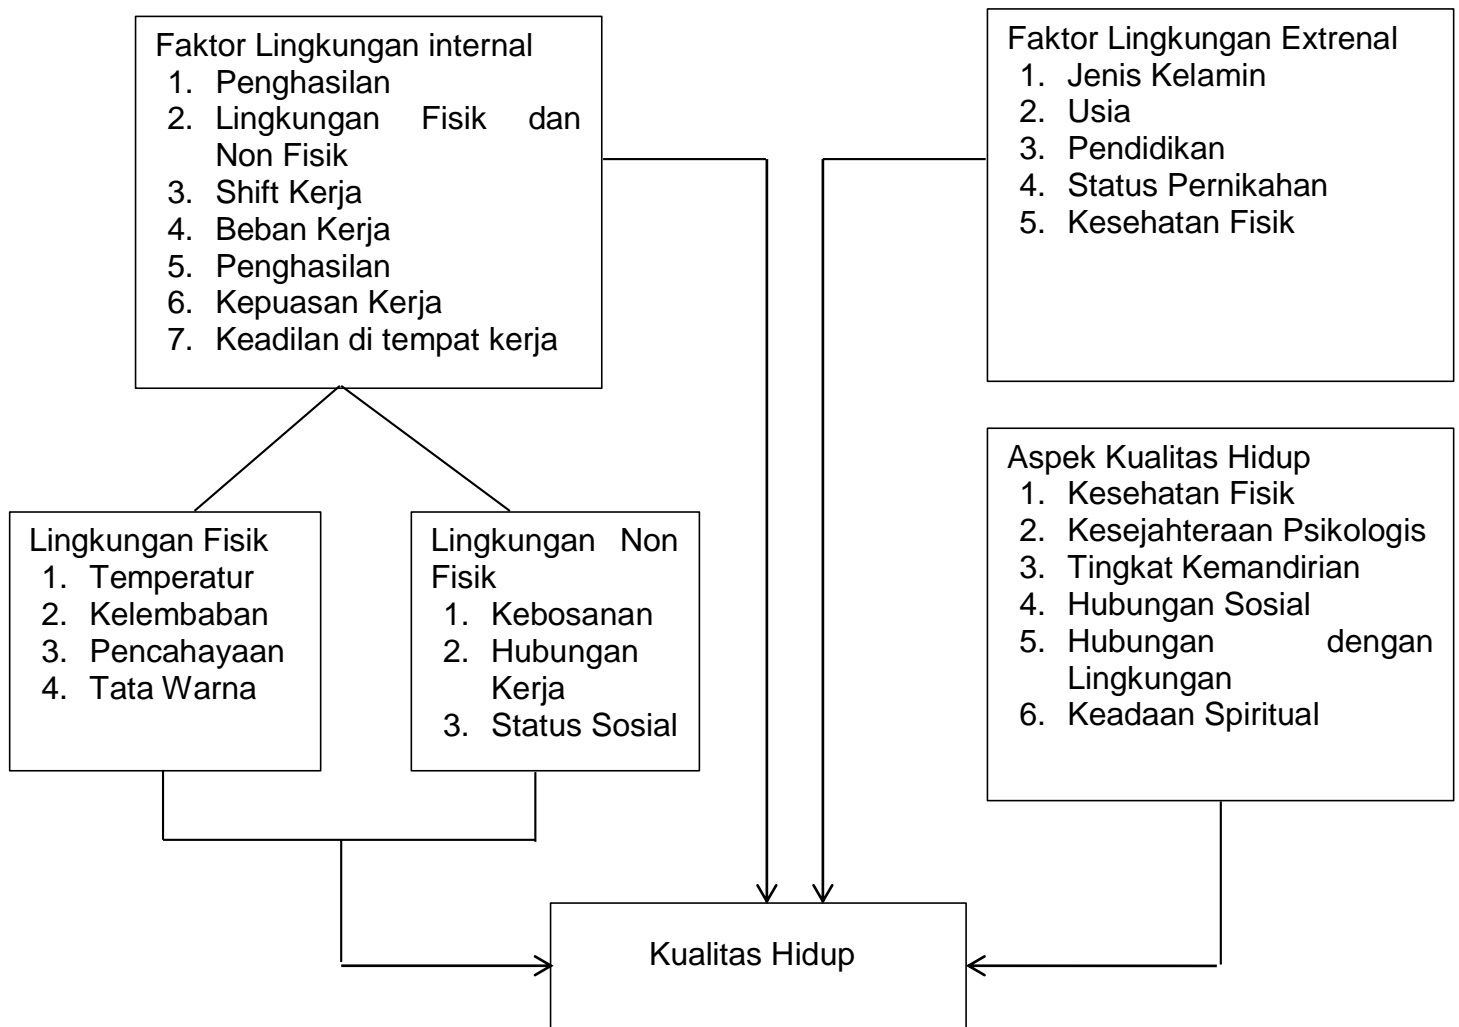 Faktor Lingkungan internal
1. Penghasilan
2. Lingkungan Fisik dan
Non Fisik
3. Shift Kerja
4. Beban Kerja
5. Penghasilan
6. Kepuasan Kerja
7. Keadilan di tempat kerja
Faktor Lingkungan Extrenal
1. Jenis Kelamin
2. Usia
3. Pendidikan
4. Status Pernikahan
5. Kesehatan Fisik
Lingkungan Fisik
1. Temperatur
2. Kelembaban
3. Pencahayaan
4. Tata Warna
Lingkungan Non
Fisik
1. Kebosanan
2. Hubungan
Kerja
3. Status Sosial
Aspek Kualitas Hidup
1. Kesehatan Fisik
2. Kesejahteraan Psikologis
3. Tingkat Kemandirian
4. Hubungan Sosial
5. Hubungan dengan
Lingkungan
6. Keadaan Spiritual
Kualitas Hidup